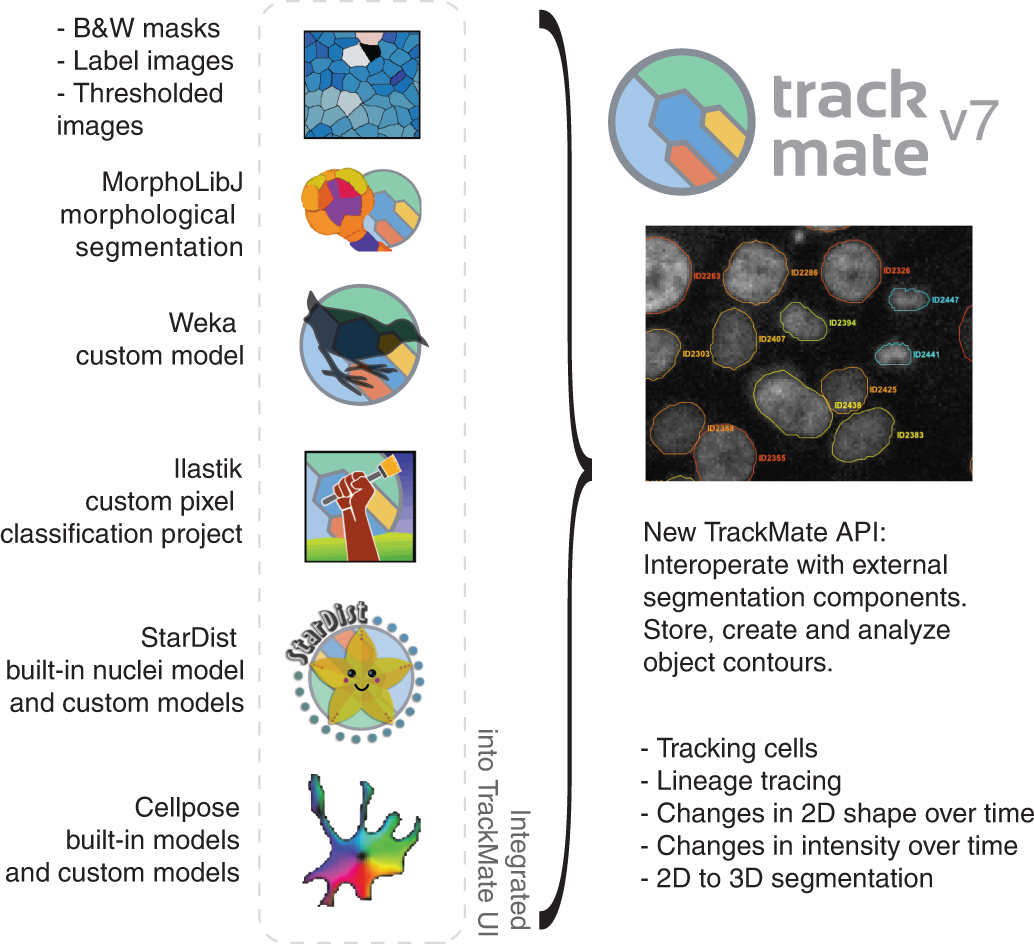 - B&W masks
- Label images
- Thresholded
images
MorphoLibJ
morphological
segmentation
Weka
custom model
Ilastik
custom pixel
classification project
StarDist
StarDist
built-in nuclei model
and custom models
Cellpose
built-in models
and custom models
Integrated
into TrackMate UI
track
mate v7
ID2263
ID2286
ID2326
ID2447
ID2394
ID2407
ID2303
ID2441
ID2425
ID2438
ID2388
ID2383
ID2355
New TrackMate API:
Interoperate with external
segmentation components.
Store, create and analyze
object contours.
- Tracking cells
- Lineage tracing
- Changes in 2D shape over time
- Changes in intensity over time
- 2D to 3D segmentation